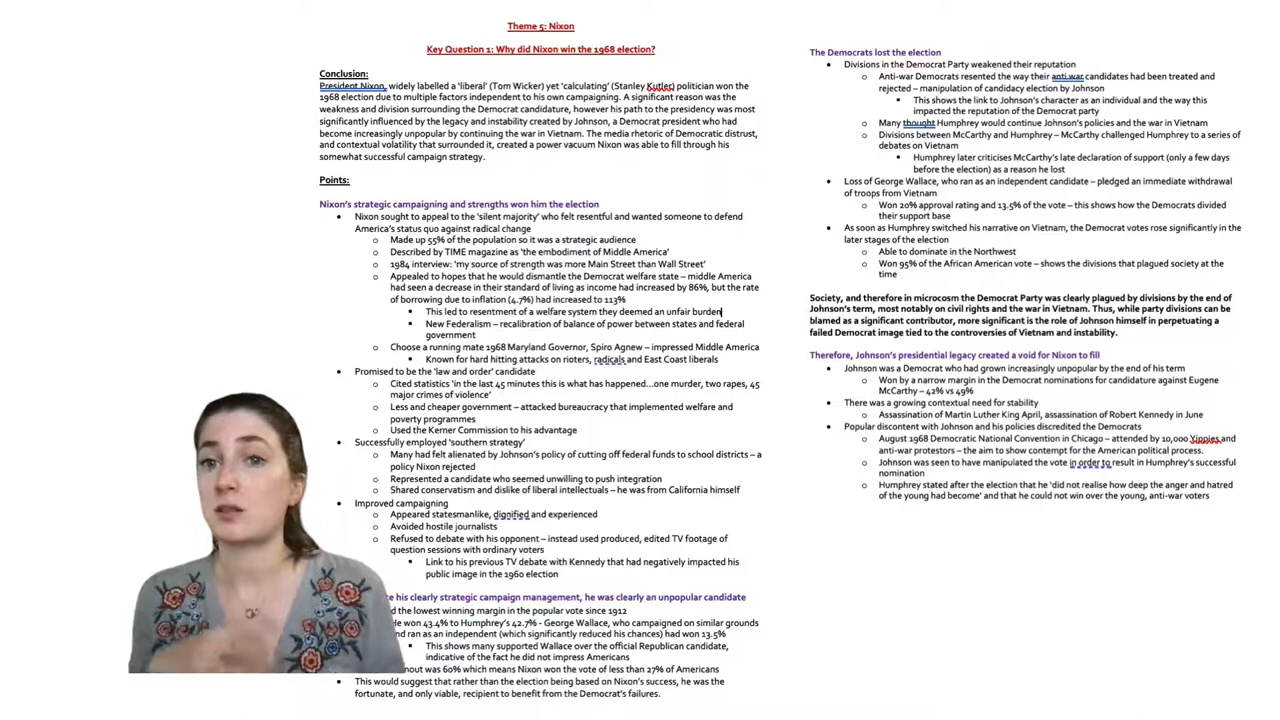 Theme 5: Nixon
Key Question 1: Why did Nixon win the 1968 election?
Conclusion:
President Nixon, widely labelled a 'liberal' (Tom Wicker) yet 'calculating' (Stanley Kutler) politician won the
1968 election due to multiple factors independent to his own campaigning. A significant reason was the
weakness and division surrounding the Democrat candidature, however his path to the presidency was most
significantly influenced by the legacy and instability created by Johnson, a Democrat president who had
become increasingly unpopular by continuing the war in Vietnam. The media rhetoric of Democratic distrust,
and contextual volatility that surrounded it, created a power vacuum Nixon was able to fill through his
somewhat successful campaign strategy.
Points:
Nixon's strategic campaigning and strengths won him the election
• Nixon sought to appeal to the 'silent majority' who felt resentful and wanted someone to defend
America's status quo against radical change
o Made up 55% of the population so it was a strategic audience
o Described by TIME magazine as 'the embodiment of Middle America'
o 1984 interview: 'my source of strength was more Main Street than Wall Street'
o Appealed to hopes that he would dismantle the Democrat welfare state – middle America
had seen a decrease in their standard of living as income had increased by 86%, but the rate
of borrowing due to inflation (4.7%) had increased to 113%
▪ This led to resentment of a welfare system they deemed an unfair burden
▪ New Federalism – recalibration of balance of power between states and federal
government
o Choose a running mate 1968 Maryland Governor, Spiro Agnew – impressed Middle America
▪ Known for hard hitting attacks on rioters, radicals and East Coast liberals
• Promised to be the 'law and order' candidate
o Cited statistics 'in the last 45 minutes this is what has happened…one murder, two rapes, 45
major crimes of violence'
o Less and cheaper government – attacked bureaucracy that implemented welfare and
poverty programmes
o Used the Kerner Commission to his advantage
• Successfully employed 'southern strategy'
o Many had felt alienated by Johnson's policy of cutting off federal funds to school districts – a
policy Nixon rejected
o Represented a candidate who seemed unwilling to push integration
o Shared conservatism and dislike of liberal intellectuals – he was from California himself
• Improved campaigning
o Appeared statesmanlike, dignified and experienced
o Avoided hostile journalists
o Refused to debate with his opponent – instead used produced, edited TV footage of
question sessions with ordinary voters
▪ Link to his previous TV debate with Kennedy that had negatively impacted his
public image in the 1960 election
his clearly strategic campaign management, he was clearly an unpopular candidate
the lowest winning margin in the popular vote since 1912
He won 43.4% to Humphrey's 42.7% - George Wallace, who campaigned on similar grounds
and ran as an independent (which significantly reduced his chances) had won 13.5%
▪ This shows many supported Wallace over the official Republican candidate,
indicative of the fact he did not impress Americans
was 60% which means Nixon won the vote of less than 27% of Americans
• This would suggest that rather than the election being based on Nixon's success, he was the
fortunate, and only viable, recipient to benefit from the Democrat's failures.
The Democrats lost the election
• Divisions in the Democrat Party weakened their reputation
o Anti-war Democrats resented the way their anti war candidates had been treated and
rejected – manipulation of candidacy election by Johnson
▪ This shows the link to Johnson's character as an individual and the way this
impacted the reputation of the Democrat party
o Many thought Humphrey would continue Johnson's policies and the war in Vietnam
o Divisions between McCarthy and Humphrey – McCarthy challenged Humphrey to a series of
debates on Vietnam
▪ Humphrey later criticises McCarthy's late declaration of support (only a few days
before the election) as a reason he lost
• Loss of George Wallace, who ran as an independent candidate – pledged an immediate withdrawal
of troops from Vietnam
o Won 20% approval rating and 13.5% of the vote – this shows how the Democrats divided
their support base
• As soon as Humphrey switched his narrative on Vietnam, the Democrat votes rose significantly in the
later stages of the election
o Able to dominate in the Northwest
o Won 95% of the African American vote – shows the divisions that plagued society at the
time
Society, and therefore in microcosm the Democrat Party was clearly plagued by divisions by the end of
Johnson's term, most notably on civil rights and the war in Vietnam. Thus, while party divisions can be
blamed as a significant contributor, more significant is the role of Johnson himself in perpetuating a
failed Democrat image tied to the controversies of Vietnam and instability.
Therefore, Johnson's presidential legacy created a void for Nixon to fill
• Johnson was a Democrat who had grown increasingly unpopular by the end of his term
o Won by a narrow margin in the Democrat nominations for candidature against Eugene
McCarthy – 42% vs 49%
• There was a growing contextual need for stability
o Assassination of Martin Luther King April, assassination of Robert Kennedy in June
• Popular discontent with Johnson and his policies discredited the Democrats
o August 1968 Democratic National Convention in Chicago – attended by 10,000 Yippies and
anti-war protestors – the aim to show contempt for the American political process.
o Johnson was seen to have manipulated the vote in order to result in Humphrey's successful
nomination
o Humphrey stated after the election that he 'did not realise how deep the anger and hatred
of the young had become' and that he could not win over the young, anti-war voters